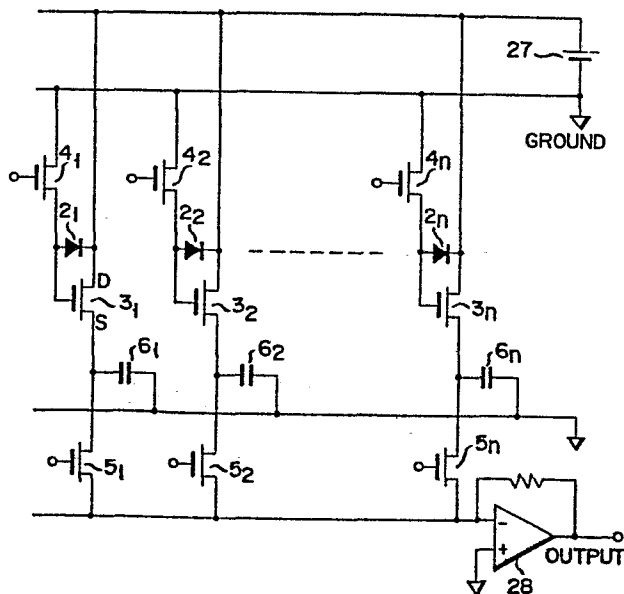 27
GROUND
4₁
4₂
4n
2₁
2₂
2n
D
3₁
S
3₂
3n
6₁
6₂
6n
5₁
5₂
5n
−
+
OUTPUT
28